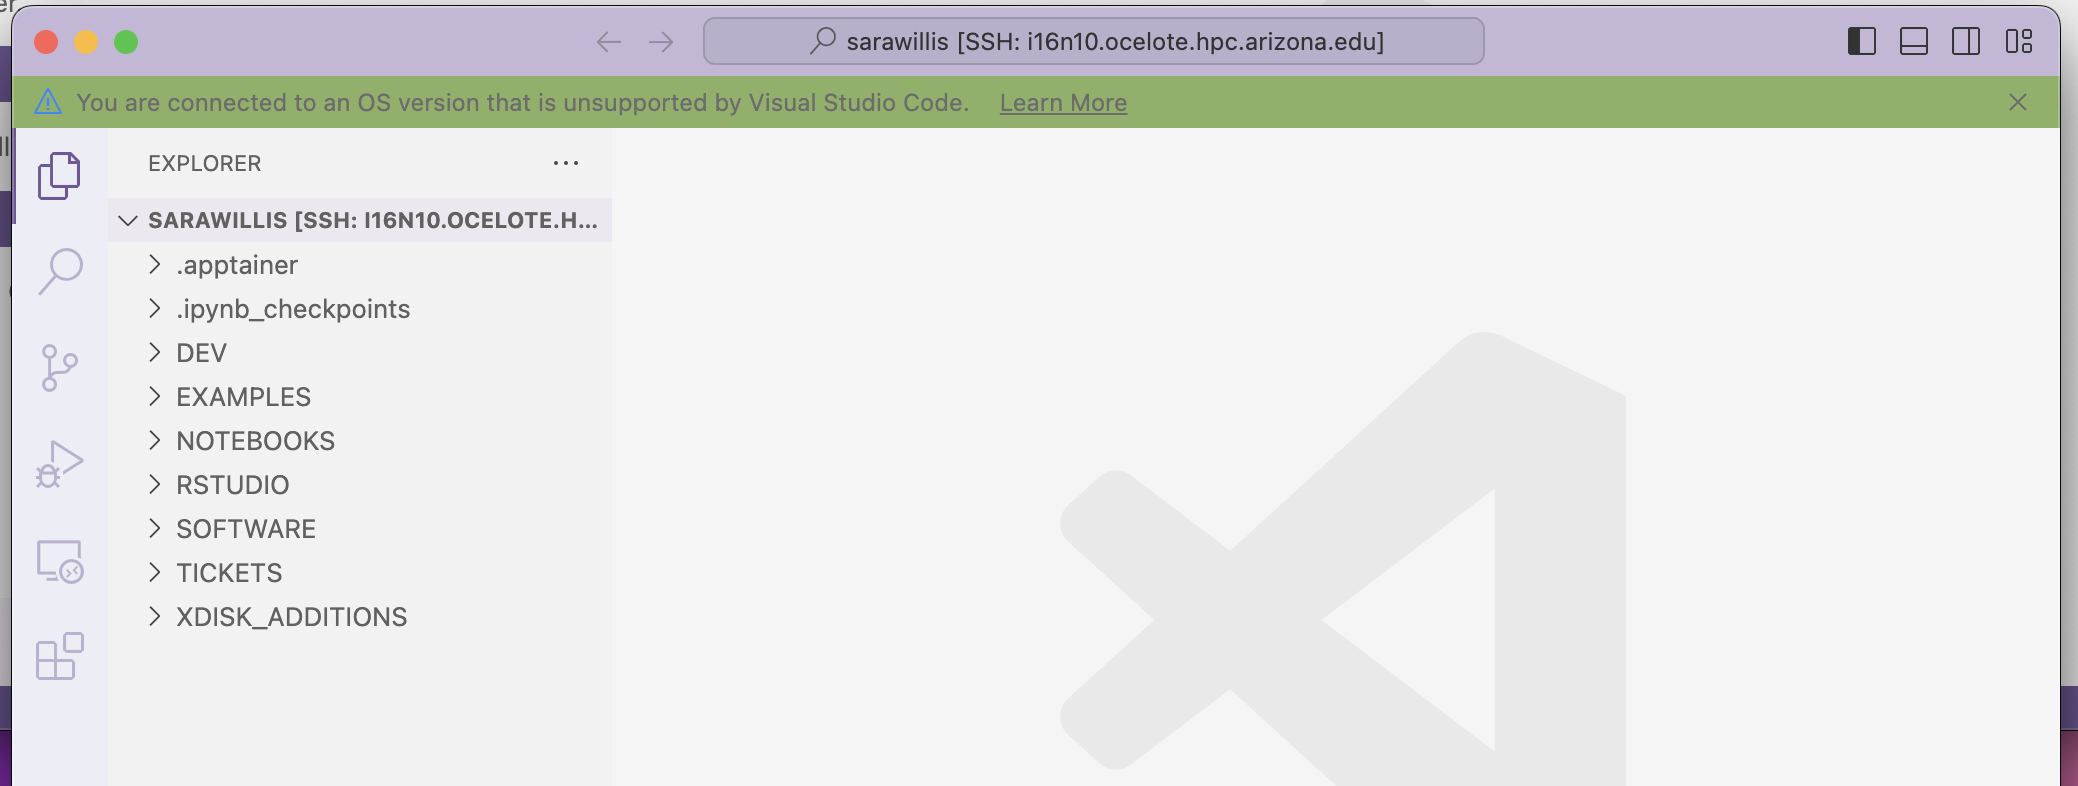 sarawillis [SSH: i16n10.ocelote.hpc.arizona.edu]
You are connected to an OS version that is unsupported by Visual Studio Code. Learn More
EXPLORER
SARAWILLIS [SSH: I16N10.OCELOTE.H...
.apptainer
.ipynb_checkpoints
DEV
EXAMPLES
NOTEBOOKS
RSTUDIO
SOFTWARE
TICKETS
XDISK_ADDITIONS